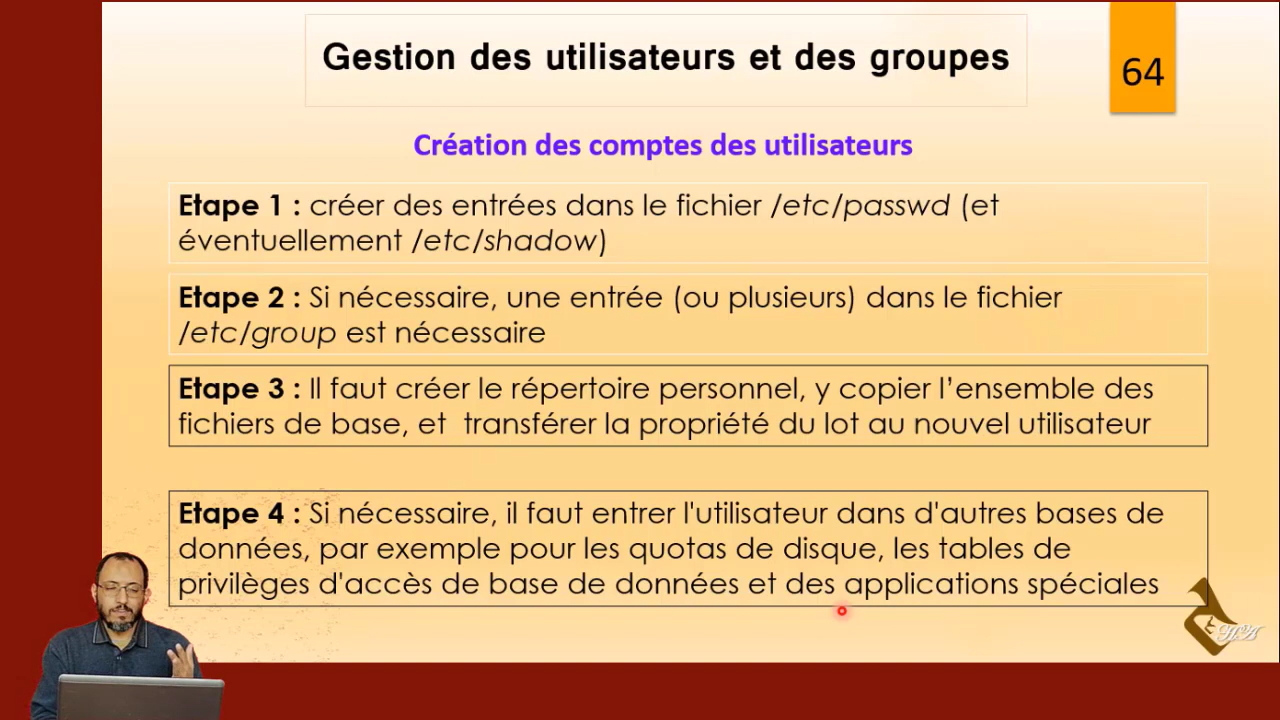 Gestion des utilisateurs et des groupes
64
Création des comptes des utilisateurs
Etape 1 : créer des entrées dans le fichier /etc/passwd (et
éventuellement /etc/shadow)
Etape 2 : Si nécessaire, une entrée (ou plusieurs) dans le fichier
/etc/group est nécessaire
Etape 3 : Il faut créer le répertoire personnel, y copier l’ensemble des
fichiers de base, et  transférer la propriété du lot au nouvel utilisateur
Etape 4 : Si nécessaire, il faut entrer l'utilisateur dans d'autres bases de
données, par exemple pour les quotas de disque, les tables de
privilèges d'accès de base de données et des applications spéciales